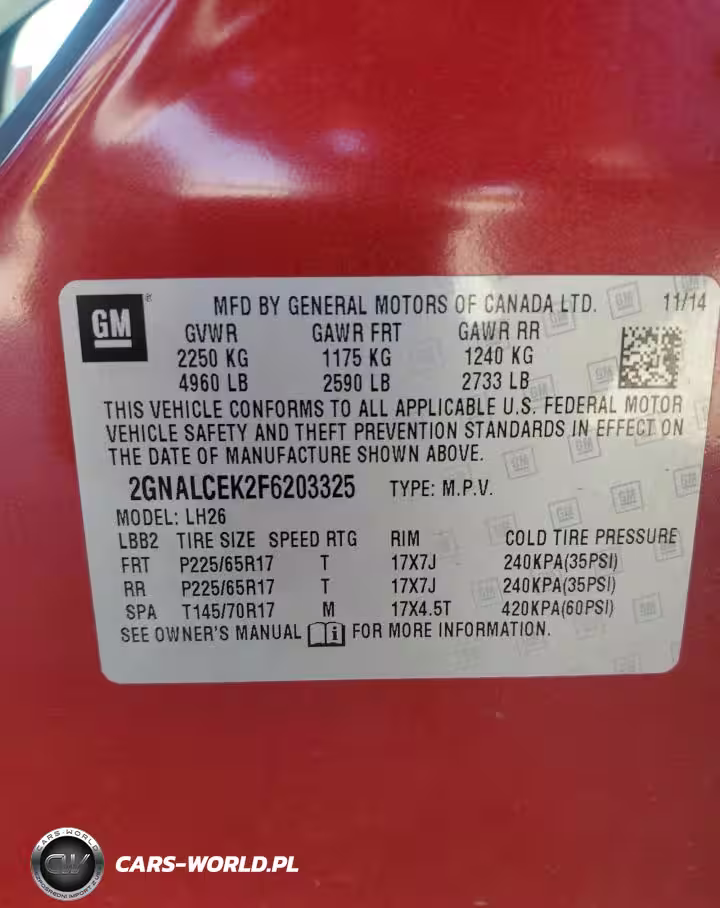 GM
MFD BY GENERAL MOTORS OF CANADA LTD. 11/14
GVWR GAWR FRT GAWR RR
2250 KG 1175 KG 1240 KG
4960 LB 2590 LB 2733 LB
THIS VEHICLE CONFORMS TO ALL APPLICABLE U.S. FEDERAL MOTOR
VEHICLE SAFETY AND THEFT PREVENTION STANDARDS IN EFFECT ON
THE DATE OF MANUFACTURE SHOWN ABOVE.
2GNALCEK2F6203325 TYPE: M.P.V.
MODEL: LH26
LBB2 TIRE SIZE SPEED RTG RIM COLD TIRE PRESSURE
FRT P225/65R17 T 17X7J 240KPA(35PSI)
RR P225/65R17 T 17X7J 240KPA(35PSI)
SPA T145/70R17 M 17X4.5T 420KPA(60PSI)
SEE OWNER'S MANUAL FOR MORE INFORMATION.
CARS-WORLD
CW
CARS-WORLD.PL